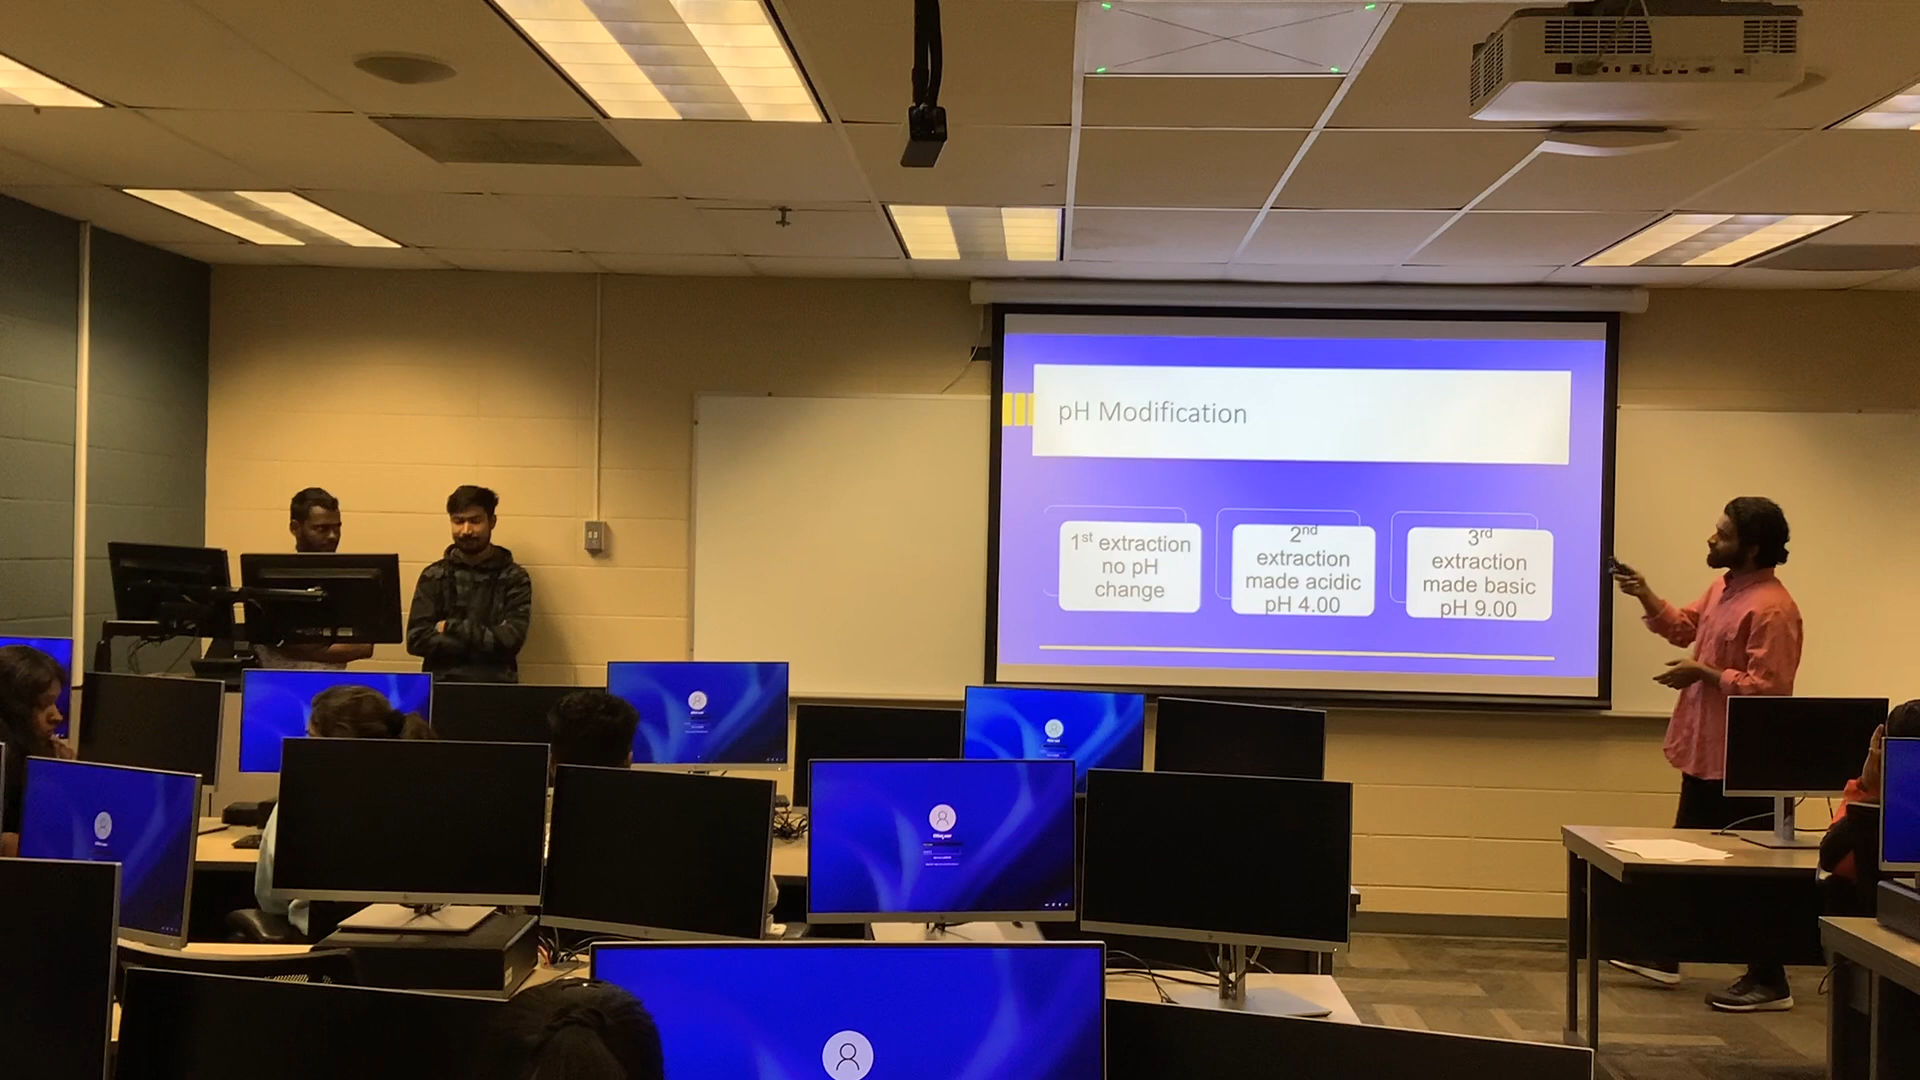 pH Modification
1st extraction
no pH
change
2nd
extraction
made acidic
pH 4.00
3rd
extraction
made basic
pH 9.00